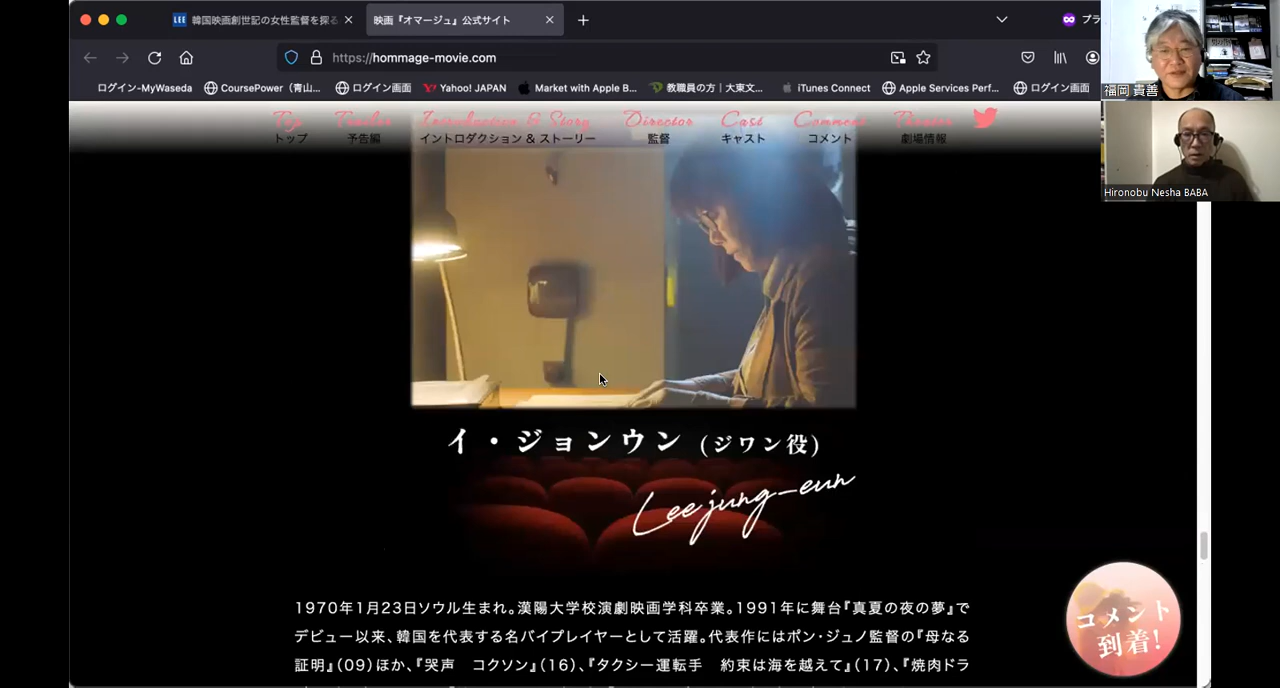 LEE 韓国映画創世記の女性監督を探る
映画『オマージュ』公式サイト
プラ
https://hommage-movie.com
ログイン-MyWaseda
CoursePower（青山...
ログイン画面
Yahoo! JAPAN
Market with Apple B...
教職員の方｜大東文...
iTunes Connect
Apple Services Perf...
ログイン画面
福岡 貴善
Hironobu Nesha BABA
Top
Trailer
Introduction & Story
Director
Cast
Comment
Theater
トップ
予告編
イントロダクション & ストーリー
監督
キャスト
コメント
劇場情報
イ・ジョンウン（ジワン役）
Lee jung-eun
1970年1月23日ソウル生まれ。漢陽大学校演劇映画学科卒業。1991年に舞台『真夏の夜の夢』で
デビュー以来、韓国を代表する名バイプレイヤーとして活躍。代表作にはポン・ジュノ監督の『母なる
証明』（09）ほか、『哭声　コクソン』（16）、『タクシー運転手　約束は海を越えて』（17）、『焼肉ドラ
コメント
到着!